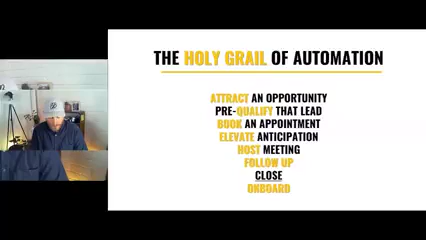 THE HOLY GRAIL OF AUTOMATION
ATTRACT AN OPPORTUNITY
PRE-QUALIFY THAT LEAD
BOOK AN APPOINTMENT
ELEVATE ANTICIPATION
HOST MEETING
FOLLOW UP
CLOSE
ONBOARD